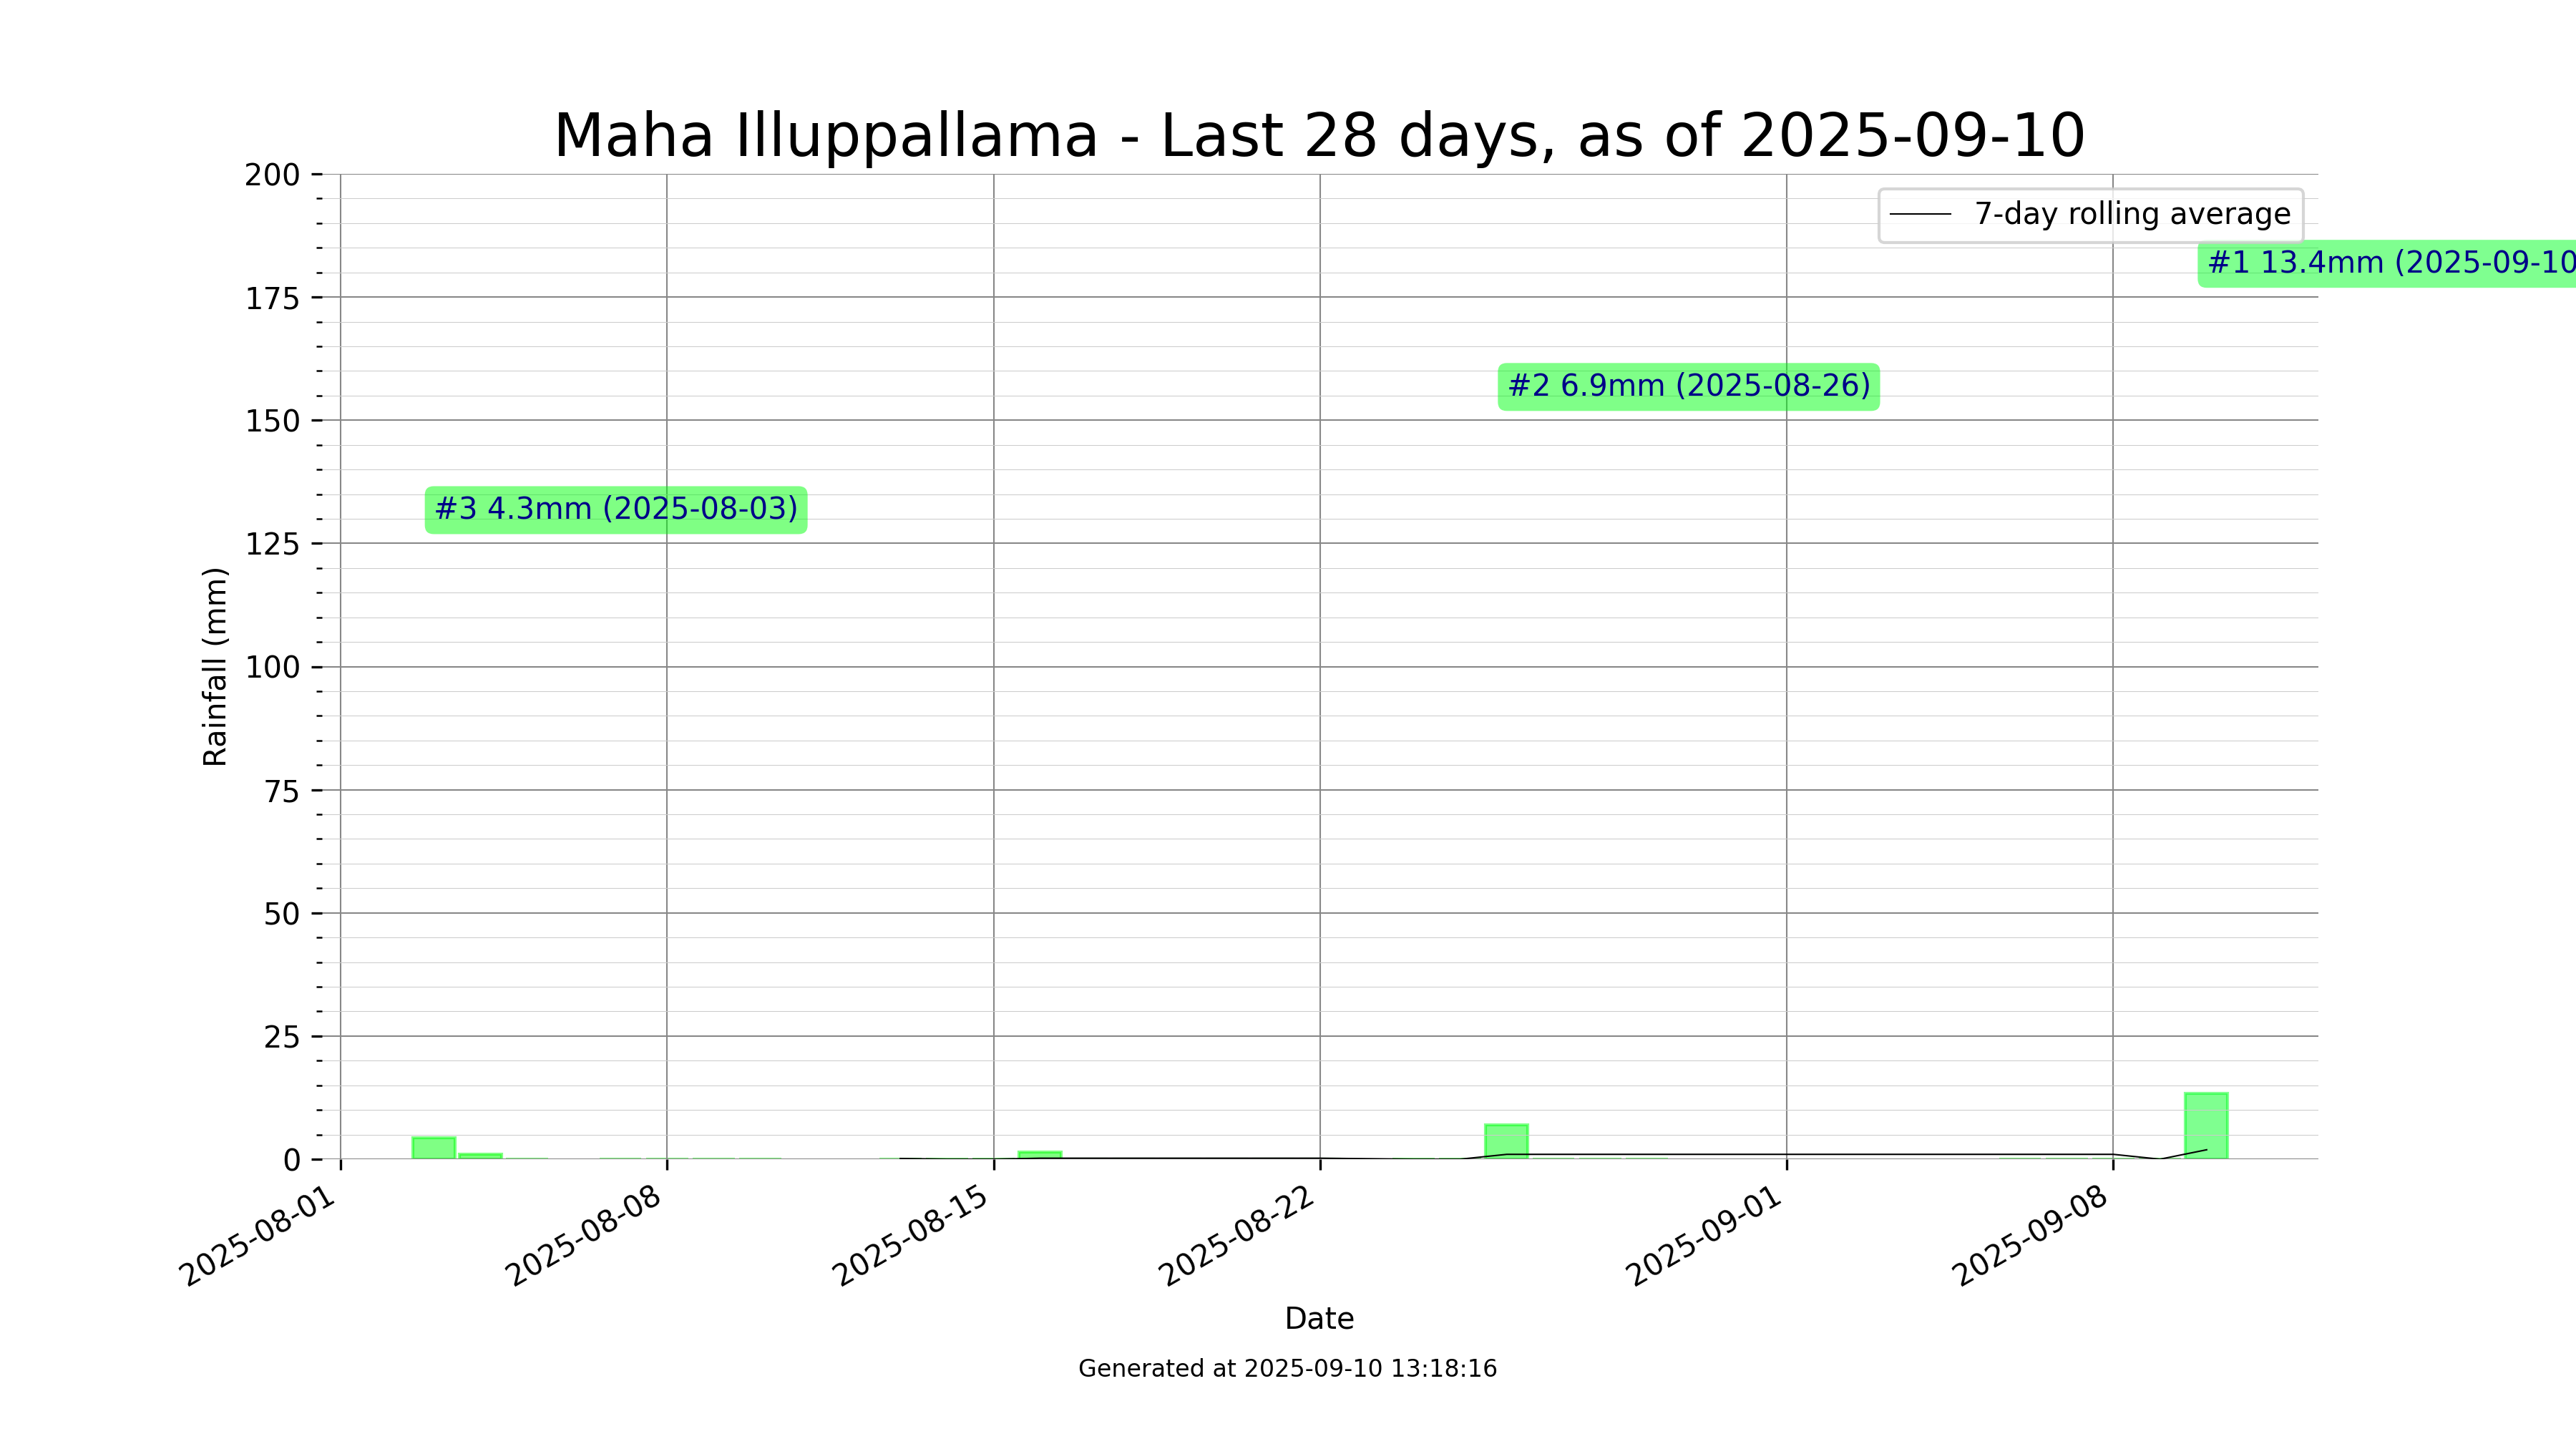 Maha Illuppallama - Last 28 days, as of 2025-09-10
7-day rolling average
#1 13.4mm (2025-09-10
#2 6.9mm (2025-08-26)
#3 4.3mm (2025-08-03)
Rainfall (mm)
200
175
150
125
100
75
50
25
0
2025-08-01
2025-08-08
2025-08-15
2025-08-22
2025-09-01
2025-09-08
Date
Generated at 2025-09-10 13:18:16